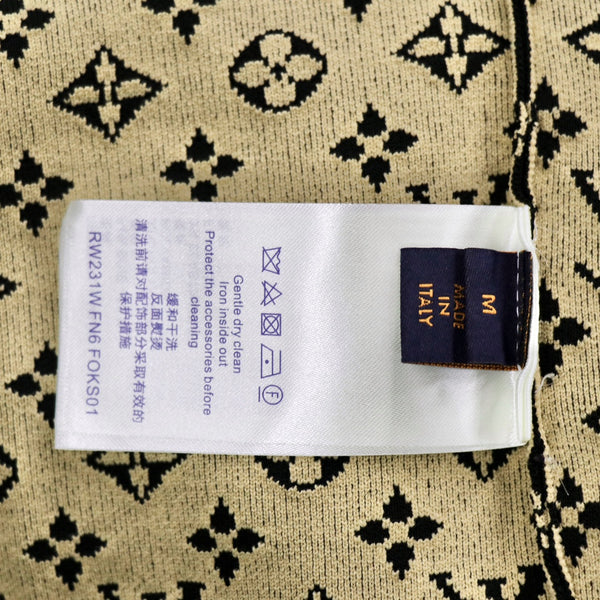 Gentle dry clean
Iron inside out
Protect the accessories before
cleaning
缓和干洗
反面熨烫
清洗前请对配饰部分采取有效的
保护措施
RW231W FN6 FOKS01
M
MADE
IN
ITALY